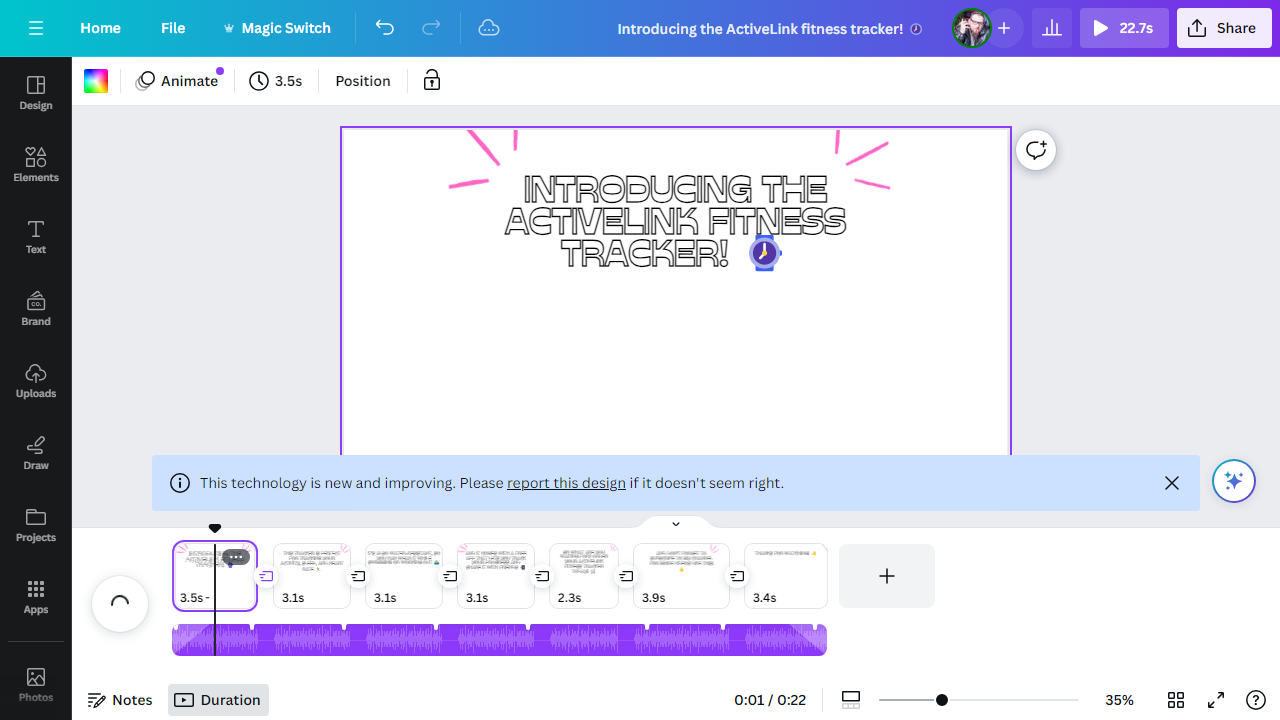 Home
File
Magic Switch
Introducing the ActiveLink fitness tracker!
22.7s
Share
Design
Elements
Text
CO.
Brand
Uploads
Draw
Projects
Apps
Photos
Animate
3.5s
Position
INTRODUCING THE
ACTIVELINK FITNESS
TRACKER!
This technology is new and improving. Please report this design if it doesn't seem right.
3.5s
3.1s
3.1s
3.1s
2.3s
3.9s
3.4s
Notes
Duration
0:01 / 0:22
35%